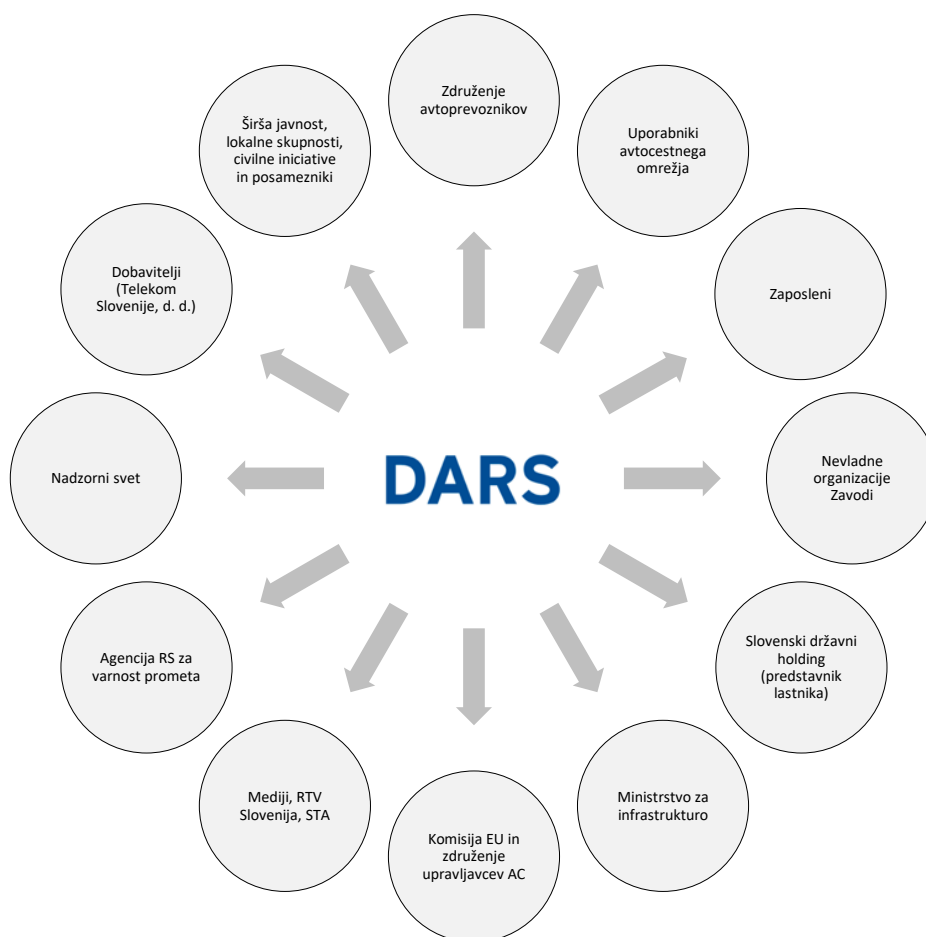 Združenje
avtoprevoznikov
Uporabniki
avtocestnega
omrežja
Zaposleni
Nevladne
organizacije
Zavodi
Slovenski državni
holding
(predstavnik
lastnika)
Ministrstvo za
infrastrukturo
Komisija EU in
združenje
upravljavcev AC
Mediji, RTV
Slovenija, STA
Agencija RS za
varnost prometa
Nadzorni svet
Dobavitelji
(Telekom
Slovenije, d. d.)
Širša javnost,
lokalne skupnosti,
civilne iniciative
in posamezniki
DARS